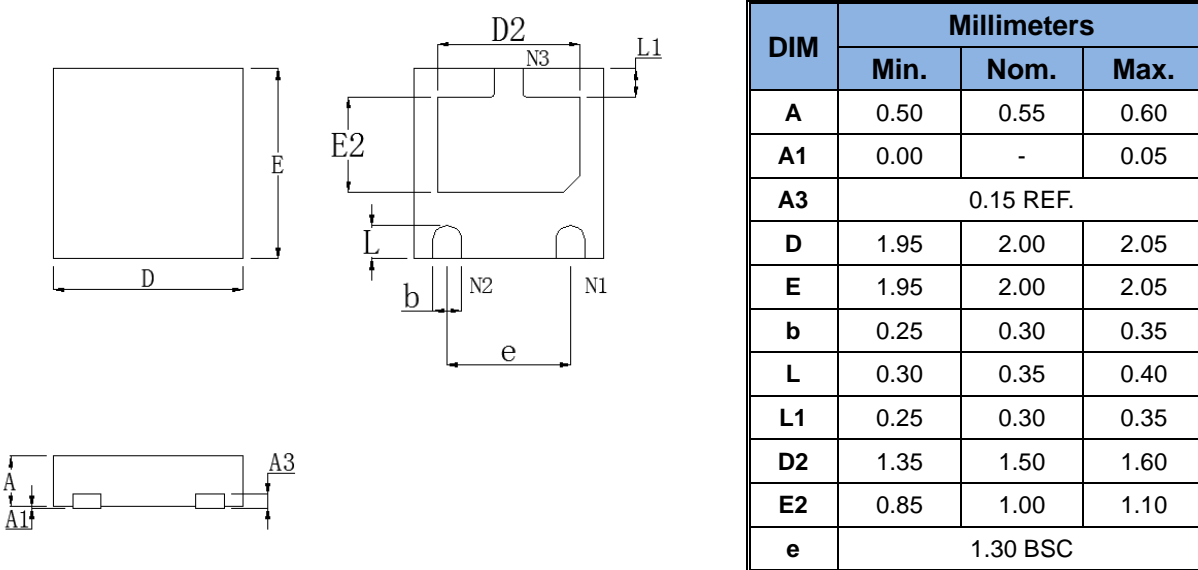 D2
N3
L1
E
E2
L
D
b
N2
N1
e
A
A3
A1
DIM Millimeters
Min. Nom. Max.
A 0.50 0.55 0.60
A1 0.00 - 0.05
A3 0.15 REF.
D 1.95 2.00 2.05
E 1.95 2.00 2.05
b 0.25 0.30 0.35
L 0.30 0.35 0.40
L1 0.25 0.30 0.35
D2 1.35 1.50 1.60
E2 0.85 1.00 1.10
e 1.30 BSC